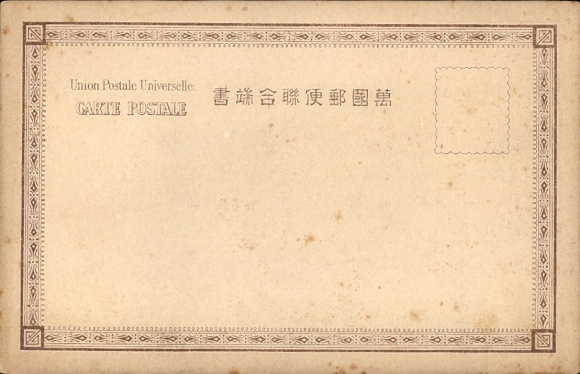 Union Postale Universelle.
CARTE POSTALE
萬國郵便聯合端書